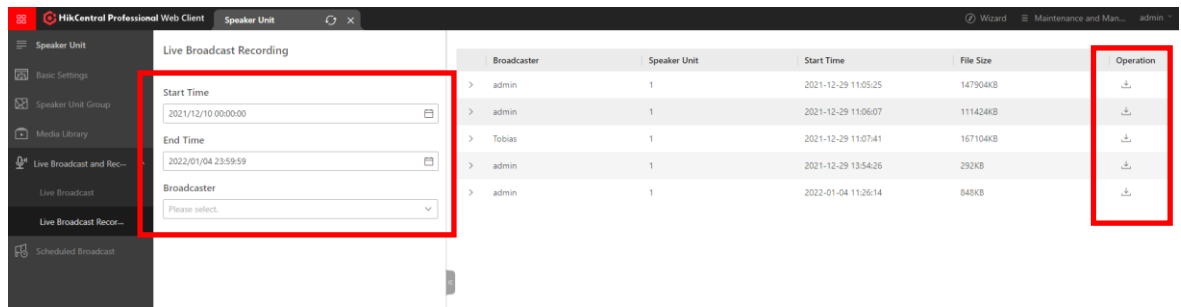 HikCentral Professional Web Client
Speaker Unit
Wizard
Maintenance and Man...
admin
Speaker Unit
Basic Settings
Speaker Unit Group
Media Library
Live Broadcast and Rec...
Live Broadcast
Live Broadcast Recor...
Scheduled Broadcast
Live Broadcast Recording
Start Time
2021/12/10 00:00:00
End Time
2022/01/04 23:59:59
Broadcaster
Please select.
Broadcaster Speaker Unit Start Time File Size Operation
admin 1 2021-12-29 11:05:25 147904KB
admin 1 2021-12-29 11:06:07 111424KB
Tobias 1 2021-12-29 11:07:41 167104KB
admin 1 2021-12-29 13:54:26 292KB
admin 1 2022-01-04 11:26:14 848KB